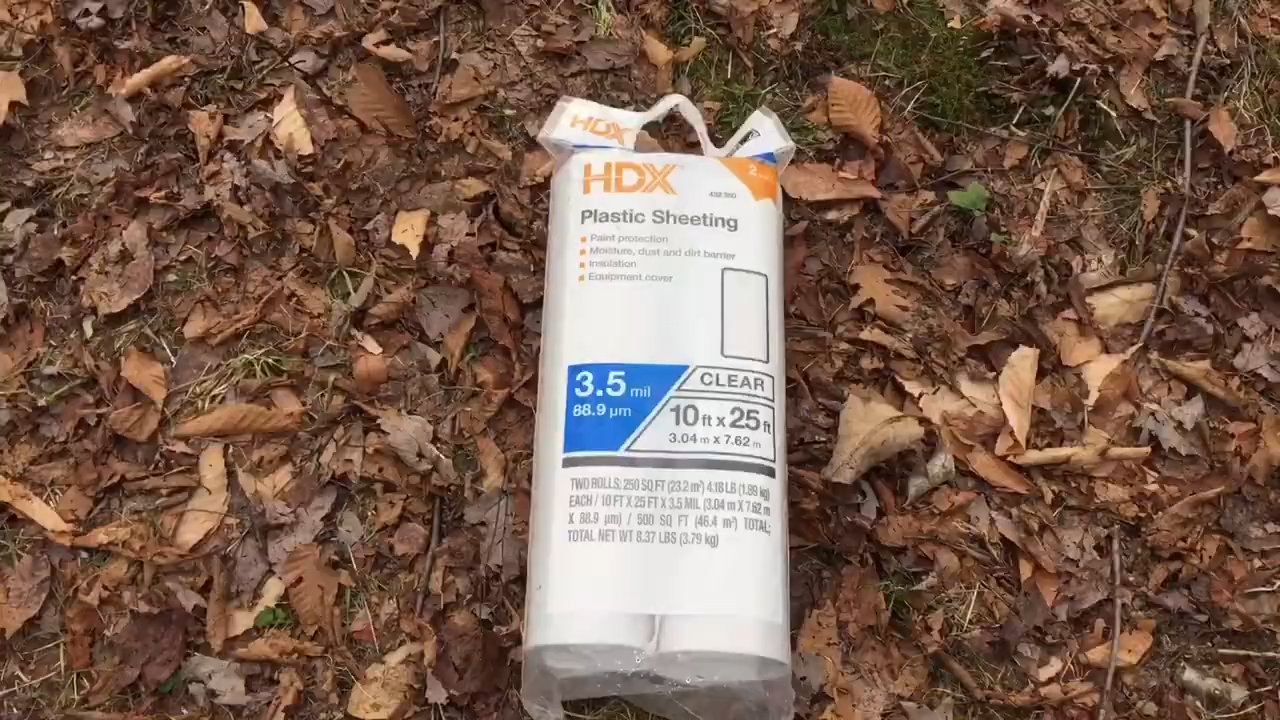 HDX
HDX
2
Plastic Sheeting
Paint protection
Moisture, dust and dirt barrier
Insulation
Equipment cover
3.5 mil
88.9 µm
CLEAR
10 ft x 25 ft
3.04 m x 7.62 m
TWO ROLLS; 250 SQ FT (23.2 m²) 4.18 LB (1.89 kg)
EACH / 10 FT X 25 FT X 3.5 MIL (3.04 m X 7.62 m
X 88.9 µm) / 500 SQ FT (46.4 m²) TOTAL;
TOTAL NET WT 8.37 LBS (3.79 kg)